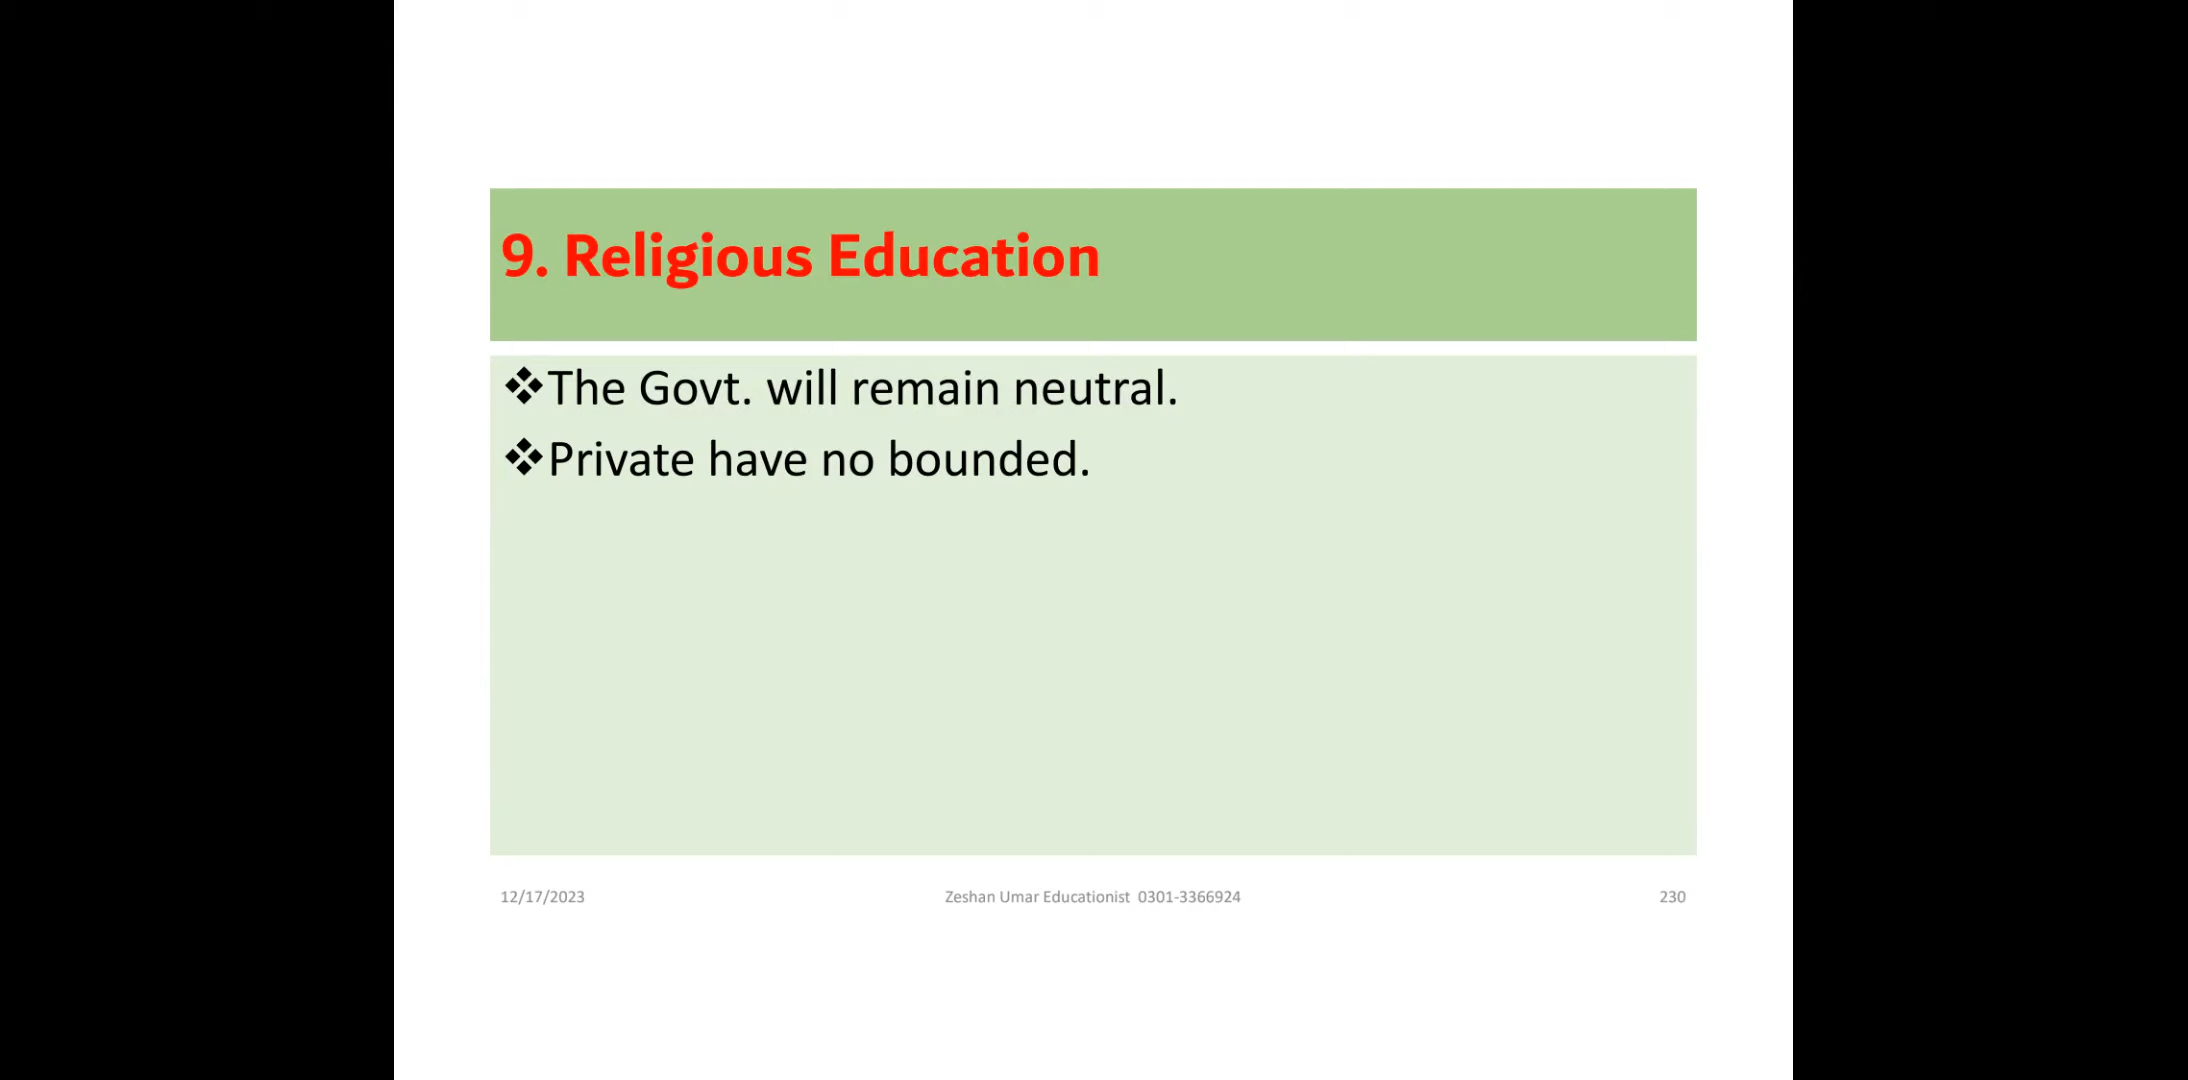 9. Religious Education
❖The Govt. will remain neutral.
❖Private have no bounded.
12/17/2023 Zeshan Umar Educationist 0301-3366924 230